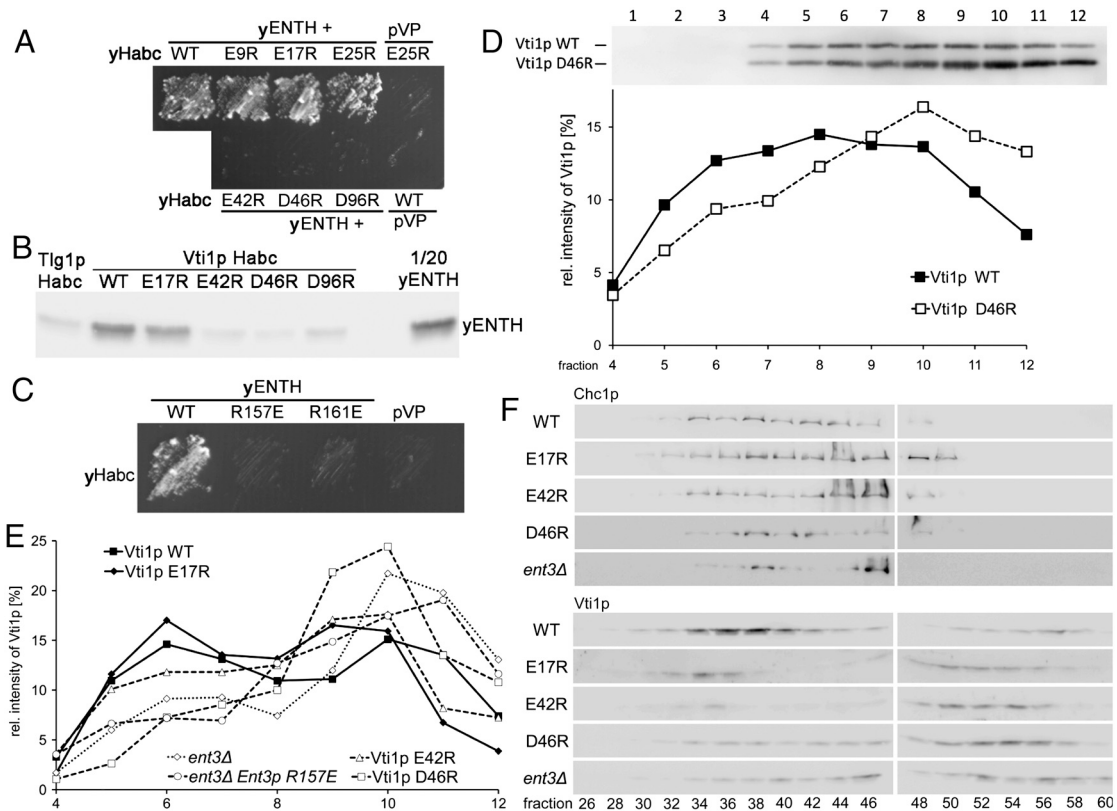 A
yENTH + pVP
yHabc WT E9R E17R E25R E25R
yHabc E42R D46R D96R WT
yENTH + pVP
B
Tlg1p Vti1p Habc 1/20
Habc WT E17R E42R D46R D96R yENTH
yENTH
C
yENTH
WT R157E R161E pVP
yHabc
D
1 2 3 4 5 6 7 8 9 10 11 12
Vti1p WT
Vti1p D46R
rel. intensity of Vti1p [%]
15
10
5
0
Vti1p WT
Vti1p D46R
fraction 4 5 6 7 8 9 10 11 12
E
rel. intensity of Vti1p [%]
25
20
15
10
5
0
Vti1p WT
Vti1p E17R
ent3Δ Vti1p E42R
ent3Δ Ent3p R157E Vti1p D46R
4 6 8 10 12
F
Chc1p
WT
E17R
E42R
D46R
ent3Δ
Vti1p
WT
E17R
E42R
D46R
ent3Δ
fraction 26 28 30 32 34 36 38 40 42 44 46 48 50 52 54 56 58 60